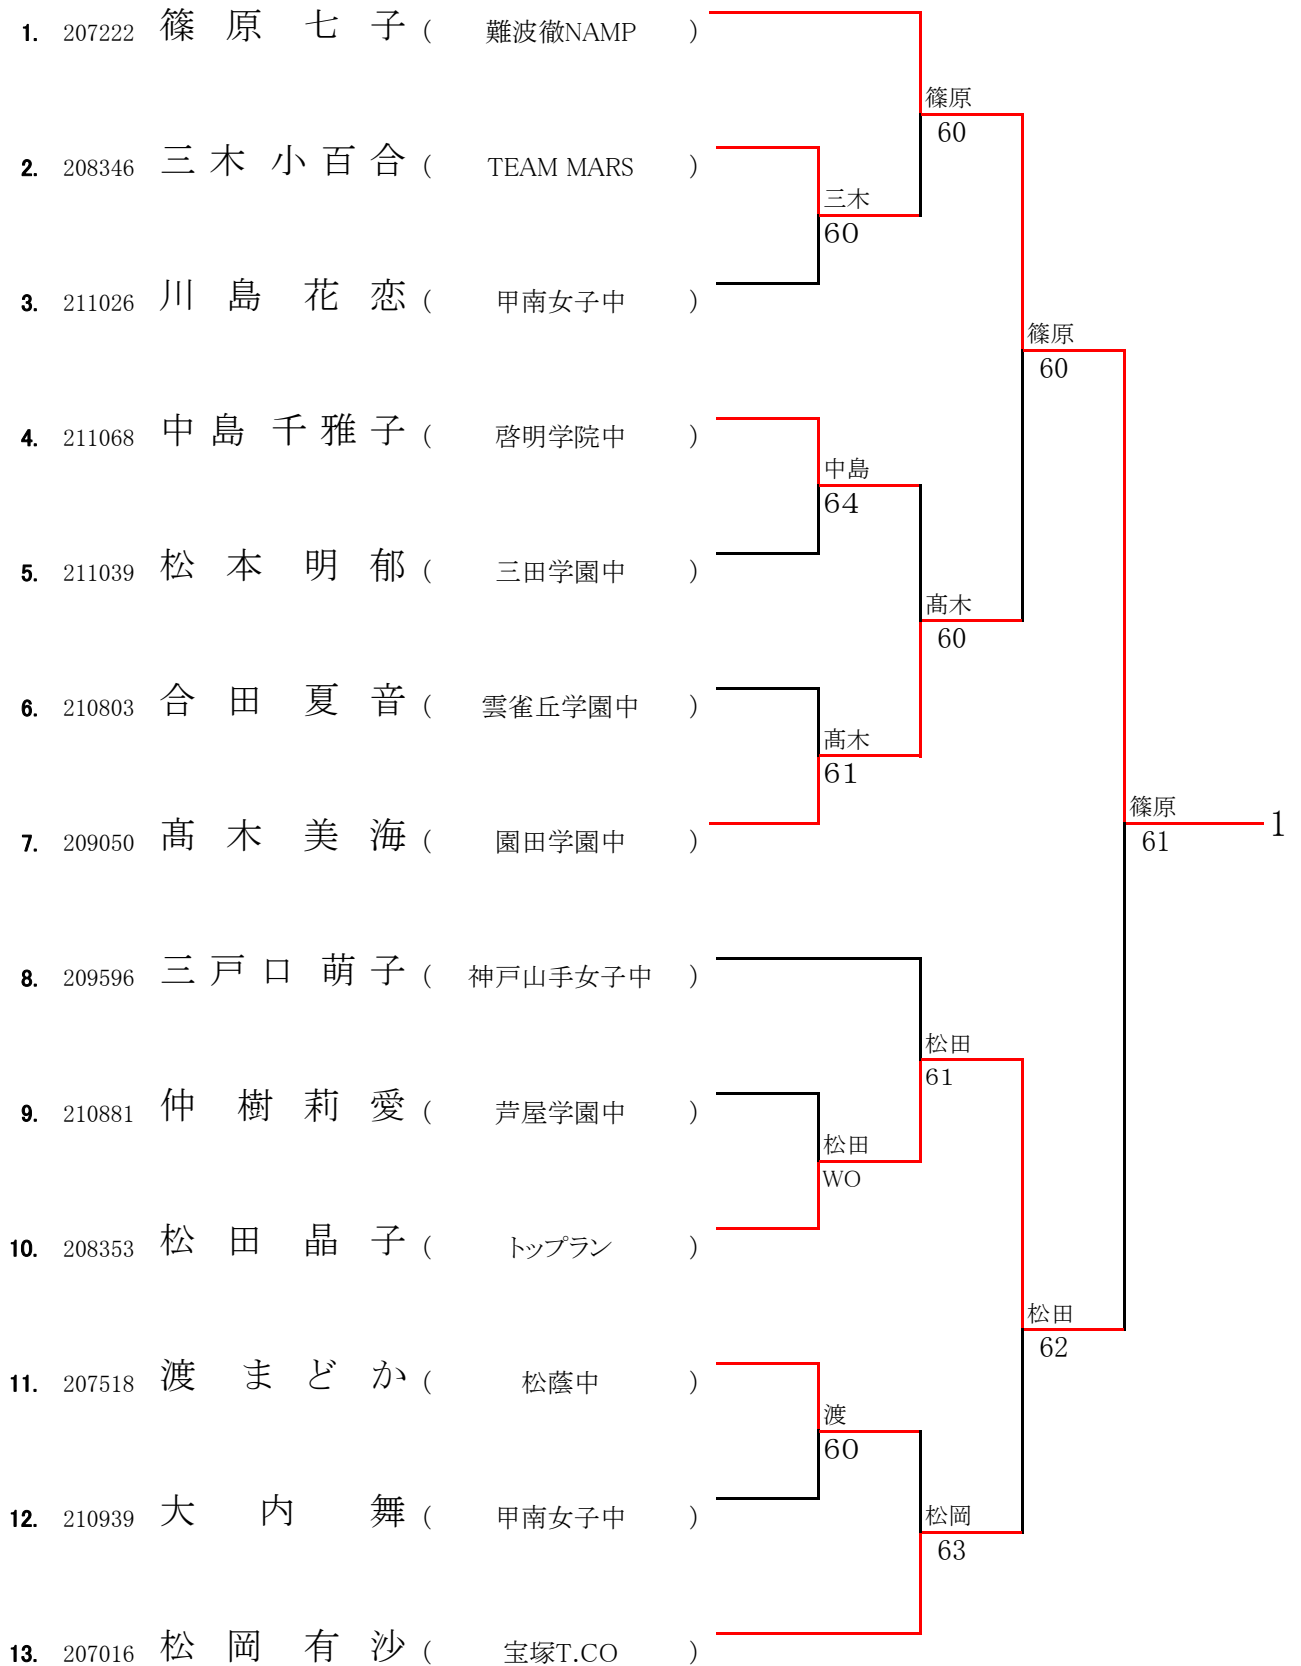 1. 207222 篠原 七子 ( 難波徹NAMP )
篠原
60
2. 208346 三木 小百合 ( TEAM MARS )
三木
60
3. 211026 川島 花恋 ( 甲南女子中 )
篠原
60
4. 211068 中島 千雅子 ( 啓明学院中 )
中島
64
5. 211039 松本 明郁 ( 三田学園中 )
髙木
60
6. 210803 合田 夏音 ( 雲雀丘学園中 )
髙木
61
7. 209050 髙木 美海 ( 園田学園中 )
篠原
61
1
8. 209596 三戸口 萌子 ( 神戸山手女子中 )
松田
61
9. 210881 仲 樹莉愛 ( 芦屋学園中 )
松田
WO
10. 208353 松田 晶子 ( トップラン )
松田
62
11. 207518 渡 まどか ( 松蔭中 )
渡
60
12. 210939 大内 舞 ( 甲南女子中 )
松岡
63
13. 207016 松岡 有沙 ( 宝塚T.CO )